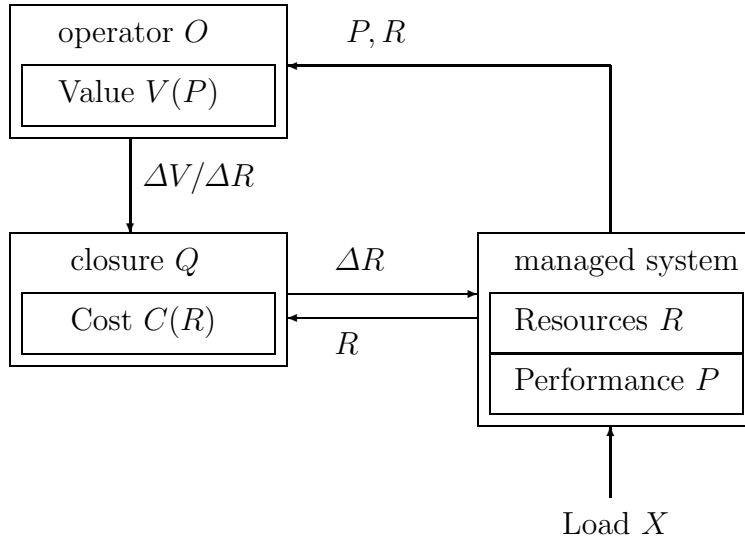 operator O
P, R
Value V(P)
ΔV/ΔR
closure Q
ΔR
managed system
Cost C(R)
Resources R
R
Performance P
Load X